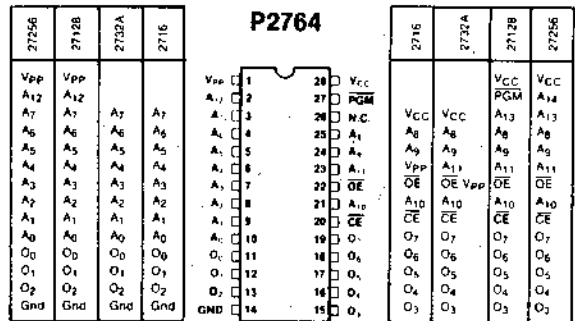 P2764
27256 27128 2732A 2716
2716 2732A 27128 27256
VPP VPP VPP 1 28 VCC VCC VCC
A12 A12 A12 2 27 PGM PGM A14
A7 A7 A7 A7 3 26 N.C. VCC VCC A13 A13
A6 A6 A6 A6 4 25 A8 A8 A8 A8
A5 A5 A5 A5 5 24 A9 A9 A9 A9
A4 A4 A4 A4 6 23 A11 VPP A11 A11 A11
A3 A3 A3 A3 7 22 OE OE OE VPP OE OE
A2 A2 A2 A2 8 21 A10 A10 A10 A10 A10
A1 A1 A1 A1 9 20 CE CE CE CE CE
A0 A0 A0 A0 10 19 O7 O7 O7 O7
O0 O0 O0 O0 11 18 O6 O6 O6 O6 O6
O1 O1 O1 O1 12 17 O5 O5 O5 O5
O2 O2 O2 O2 13 16 O4 O4 O4 O4
Gnd Gnd Gnd Gnd GND 14 15 O3 O3 O3 O3